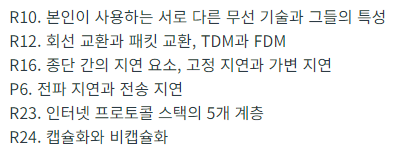 R10. 본인이 사용하는 서로 다른 무선 기술과 그들의 특성
R12. 회선 교환과 패킷 교환, TDM과 FDM
R16. 종단 간의 지연 요소, 고정 지연과 가변 지연
P6. 전파 지연과 전송 지연
R23. 인터넷 프로토콜 스택의 5개 계층
R24. 캡슐화와 비캡슐화